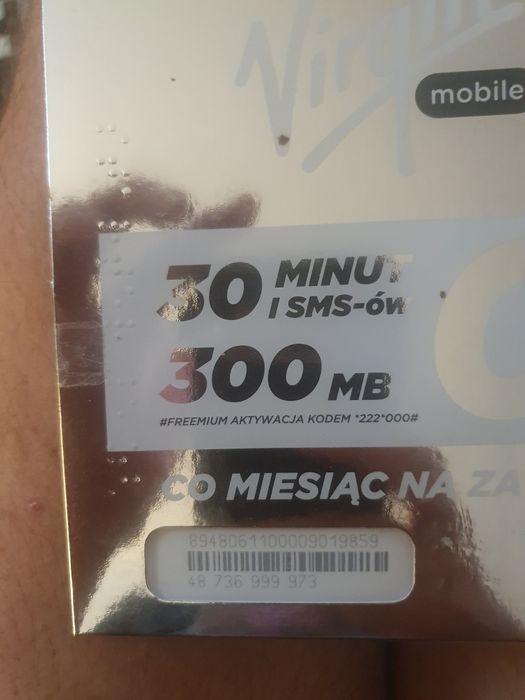 Virgin
mobile
30 MINUT
I SMS-ów
300 MB
#FREEMIUM AKTYWACJA KODEM *222*000#
CO MIESIĄC NA ZA
8948061100009019859
48 736 999 973